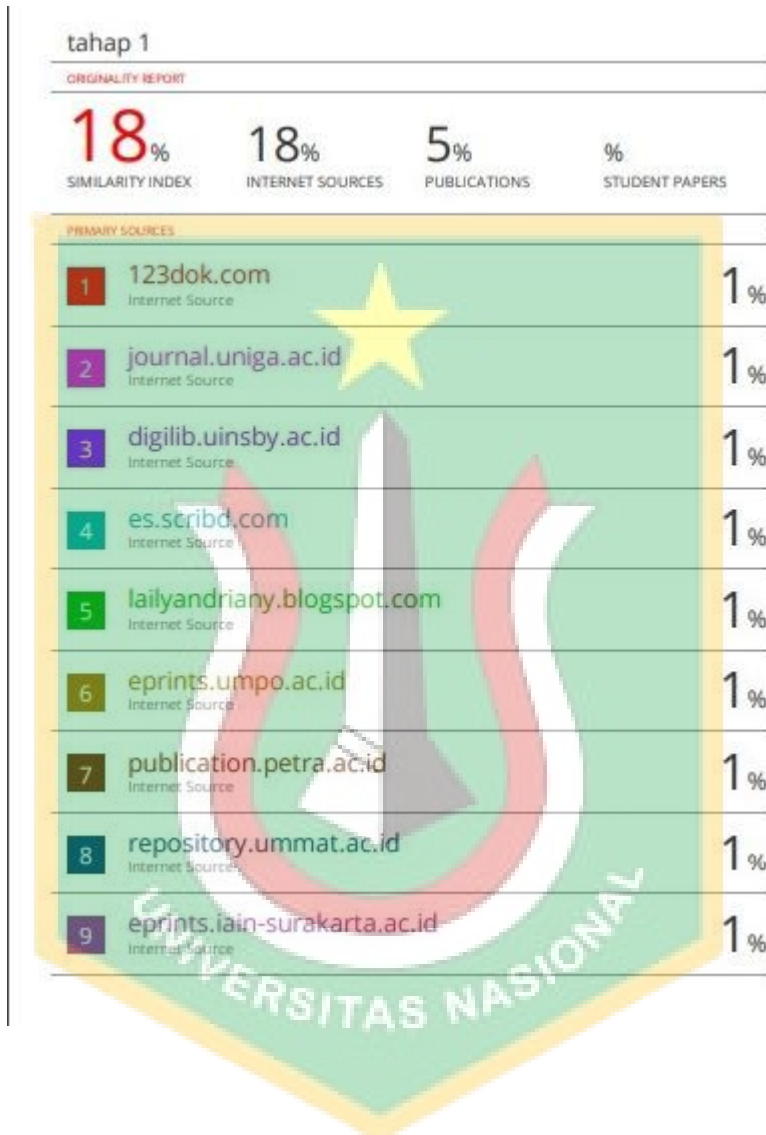 tahap 1
ORIGINALITY REPORT
18% 18% 5% %
SIMILARITY INDEX INTERNET SOURCES PUBLICATIONS STUDENT PAPERS
PRIMARY SOURCES
1 123dok.com 1%
Internet Source
2 journal.uniga.ac.id 1%
Internet Source
3 digilib.uinsby.ac.id 1%
Internet Source
4 es.scribd.com 1%
Internet Source
5 lailyandriany.blogspot.com 1%
Internet Source
6 eprints.umpo.ac.id 1%
Internet Source
7 publication.petra.ac.id 1%
Internet Source
8 repository.ummat.ac.id 1%
Internet Source
9 eprints.iain-surakarta.ac.id 1%
Internet Source
UNIVERSITAS NASIONAL